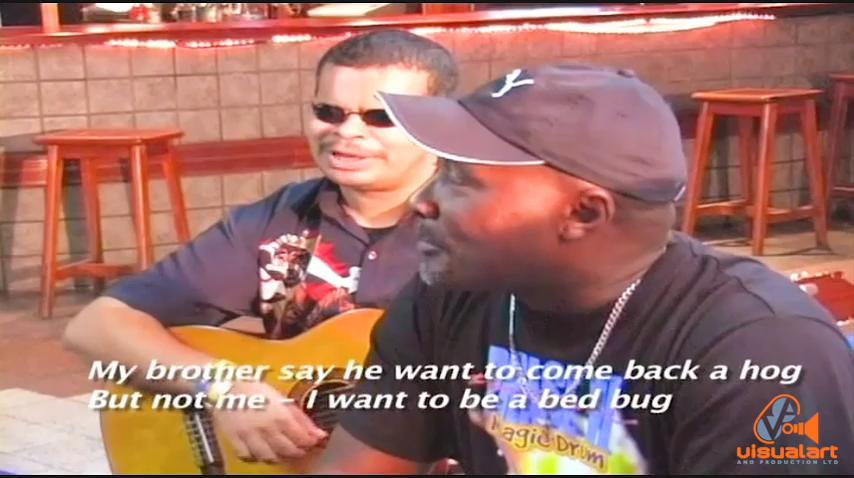 My brother say he want to come back a hog
But not me – I want to be a bed bug
Magic Drum
visualart
AND PRODUCTION LTD